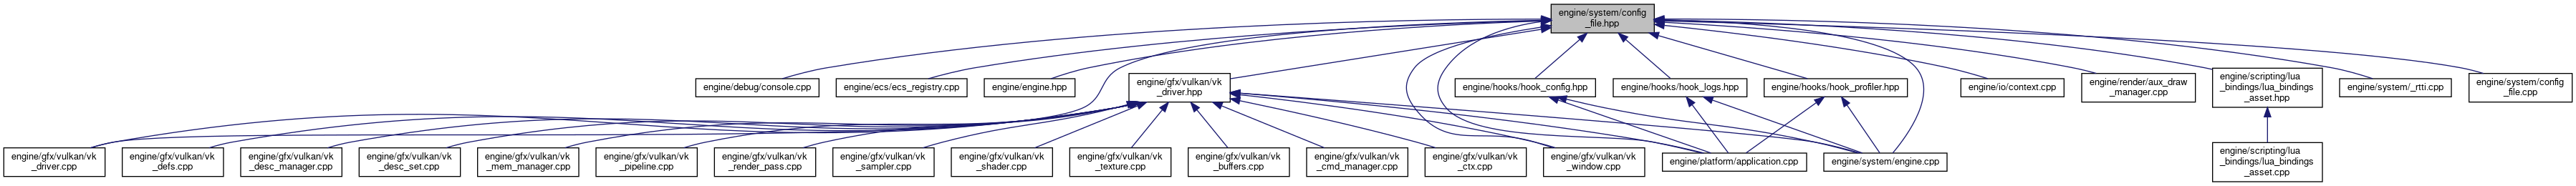 engine/system/config
_file.hpp
engine/debug/console.cpp
engine/ecs/ecs_registry.cpp
engine/engine.hpp
engine/gfx/vulkan/vk
_driver.hpp
engine/hooks/hook_config.hpp
engine/hooks/hook_logs.hpp
engine/hooks/hook_profiler.hpp
engine/io/context.cpp
engine/render/aux_draw
_manager.cpp
engine/scripting/lua
_bindings/lua_bindings
_asset.hpp
engine/system/_rtti.cpp
engine/system/config
_file.cpp
engine/gfx/vulkan/vk
_driver.cpp
engine/gfx/vulkan/vk
_defs.cpp
engine/gfx/vulkan/vk
_desc_manager.cpp
engine/gfx/vulkan/vk
_desc_set.cpp
engine/gfx/vulkan/vk
_mem_manager.cpp
engine/gfx/vulkan/vk
_pipeline.cpp
engine/gfx/vulkan/vk
_render_pass.cpp
engine/gfx/vulkan/vk
_sampler.cpp
engine/gfx/vulkan/vk
_shader.cpp
engine/gfx/vulkan/vk
_texture.cpp
engine/gfx/vulkan/vk
_buffers.cpp
engine/gfx/vulkan/vk
_cmd_manager.cpp
engine/gfx/vulkan/vk
_ctx.cpp
engine/gfx/vulkan/vk
_window.cpp
engine/platform/application.cpp
engine/system/engine.cpp
engine/scripting/lua
_bindings/lua_bindings
_asset.cpp